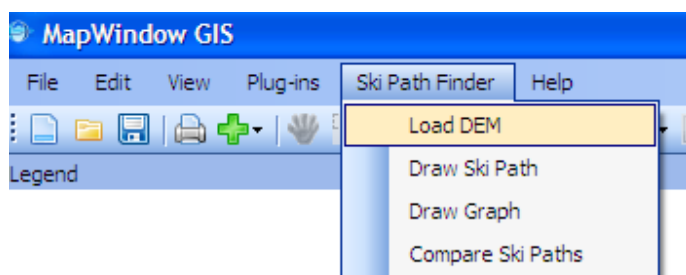 MapWindow GIS
File Edit View Plug-ins Ski Path Finder Help
Load DEM
Legend
Draw Ski Path
Draw Graph
Compare Ski Paths